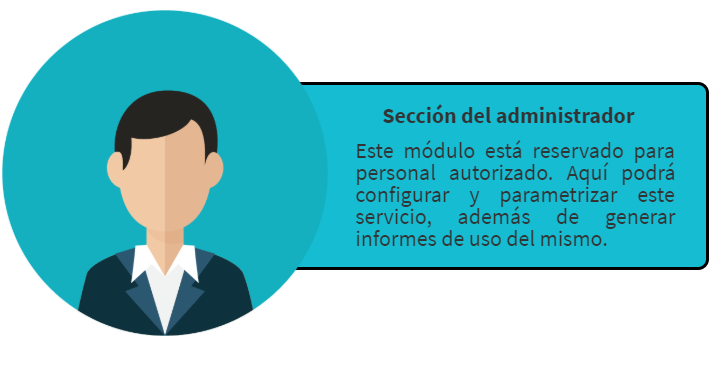 Sección del administrador
Este módulo está reservado para
personal autorizado. Aquí podrá
configurar y parametrizar este
servicio, además de generar
informes de uso del mismo.